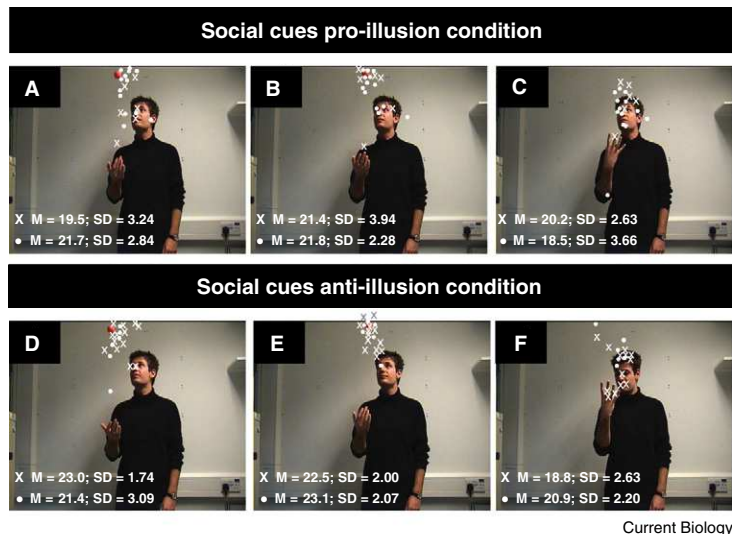 Social cues pro-illusion condition
A
B
C
X M = 19.5; SD = 3.24
● M = 21.7; SD = 2.84
X M = 21.4; SD = 3.94
● M = 21.8; SD = 2.28
X M = 20.2; SD = 2.63
● M = 18.5; SD = 3.66
Social cues anti-illusion condition
D
E
F
X M = 23.0; SD = 1.74
● M = 21.4; SD = 3.09
X M = 22.5; SD = 2.00
● M = 23.1; SD = 2.07
X M = 18.8; SD = 2.63
● M = 20.9; SD = 2.20
Current Biology